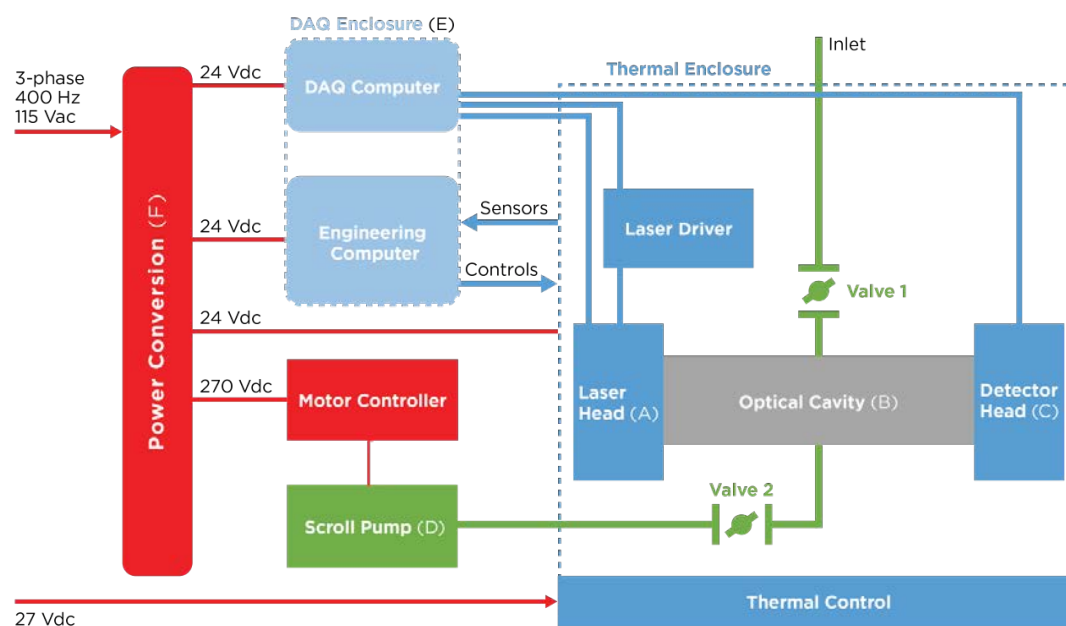 DAQ Enclosure (E)
Inlet
3-phase
400 Hz
115 Vac
24 Vdc
DAQ Computer
Thermal Enclosure
Power Conversion (F)
24 Vdc
Engineering
Computer
Sensors
Controls
Laser Driver
Valve 1
24 Vdc
270 Vdc
Motor Controller
Laser
Head (A)
Optical Cavity (B)
Detector
Head (C)
Valve 2
Scroll Pump (D)
27 Vdc
Thermal Control